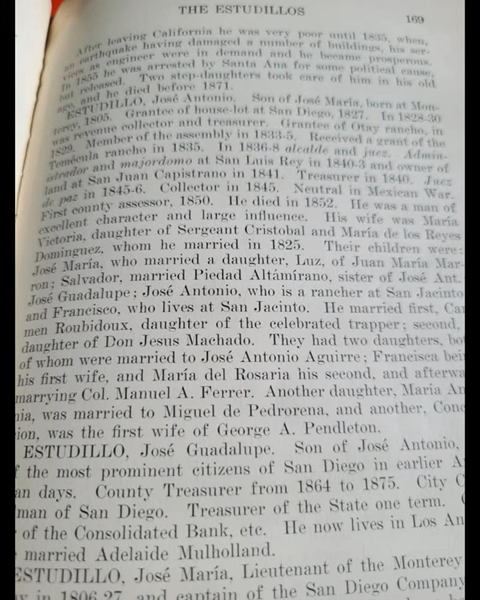 THE ESTUDILLOS
169
After leaving California he was very poor until 1835, when,
an earthquake having damaged a number of buildings, his ser-
vices as engineer were in demand and he became prosperous.
In 1855 he was arrested by Santa Ana for some political cause,
but released. Two step-daughters took care of him in his old
age, and he died before 1871.
ESTUDILLO, José Antonio. Son of José María, born at Mon-
terey, 1805. Grantee of house-lot at San Diego, 1827. In 1828-30
was revenue collector and treasurer. Grantee of Otay rancho, in
1829. Member of the assembly in 1833-5. Received a grant of the
Temécula rancho in 1835. In 1836-8 alcalde and juez. Admin-
istrador and majordomo at San Luis Rey in 1840-3 and owner of
land at San Juan Capistrano in 1841. Treasurer in 1840. Juez
de paz in 1845-6. Collector in 1845. Neutral in Mexican War.
First county assessor, 1850. He died in 1852. He was a man of
excellent character and large influence. His wife was María
Victoria, daughter of Sergeant Cristobal and María de los Reyes
Dominguez, whom he married in 1825. Their children were:
José María, who married a daughter, Luz, of Juan María Mar-
ron; Salvador, married Piedad Altámirano, sister of José Ant.
José Guadalupe; José Antonio, who is a rancher at San Jacinto
and Francisco, who lives at San Jacinto. He married first, Car
men Roubidoux, daughter of the celebrated trapper; second,
daughter of Don Jesus Machado. They had two daughters, bo
of whom were married to José Antonio Aguirre; Francisca bei
his first wife, and María del Rosaria his second, and afterwa
marrying Col. Manuel A. Ferrer. Another daughter, María An
nia, was married to Miguel de Pedrorena, and another, Conc
ion, was the first wife of George A. Pendleton.
ESTUDILLO, José Guadalupe. Son of José Antonio,
f the most prominent citizens of San Diego in earlier A
an days. County Treasurer from 1864 to 1875. City C
man of San Diego. Treasurer of the State one term.
of the Consolidated Bank, etc. He now lives in Los An
married Adelaide Mulholland.
ESTUDILLO, José María, Lieutenant of the Monterey
in 1806-27, and captain of the San Diego Company